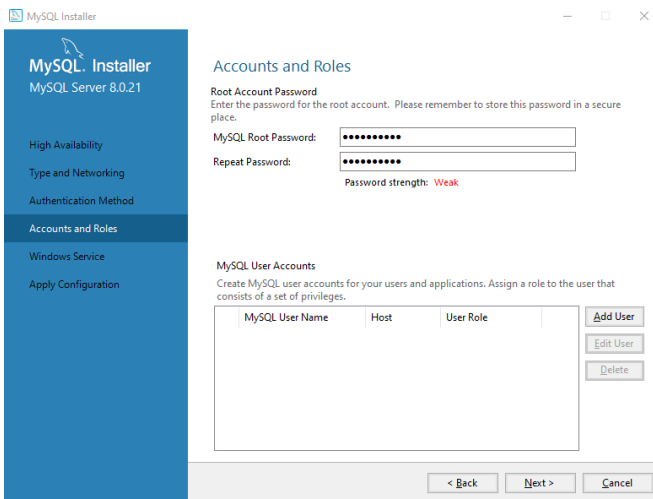 MySQL Installer
MySQL. Installer
MySQL Server 8.0.21
High Availability
Type and Networking
Authentication Method
Accounts and Roles
Windows Service
Apply Configuration
Accounts and Roles
Root Account Password
Enter the password for the root account. Please remember to store this password in a secure
place.
MySQL Root Password: ●●●●●●●●●●
Repeat Password: ●●●●●●●●●●
Password strength: Weak
MySQL User Accounts
Create MySQL user accounts for your users and applications. Assign a role to the user that
consists of a set of privileges.
MySQL User Name Host User Role
Add User
Edit User
Delete
< Back Next > Cancel